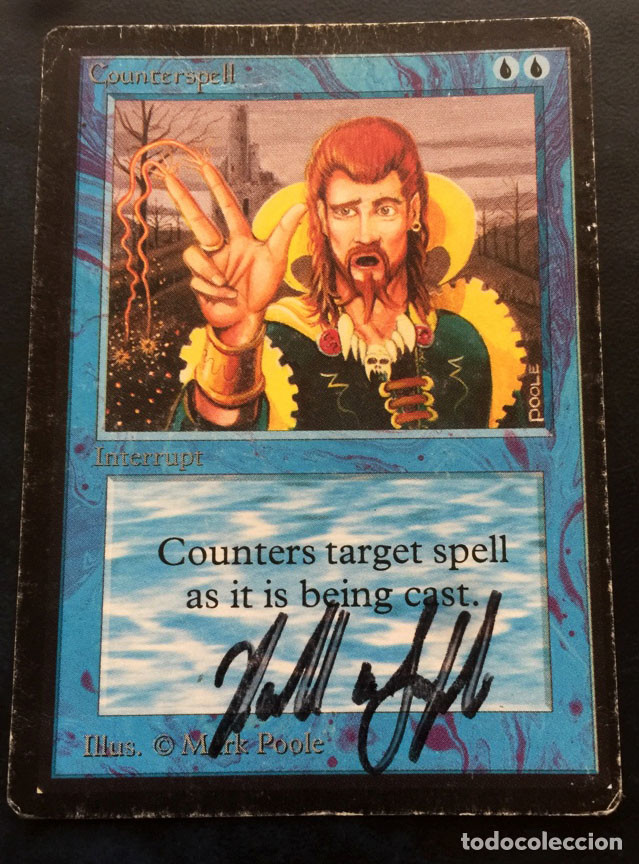 Counterspell
POOLE
Interrupt
Counters target spell
as it is being cast.
Illus. © Mark Poole
todocoleccion